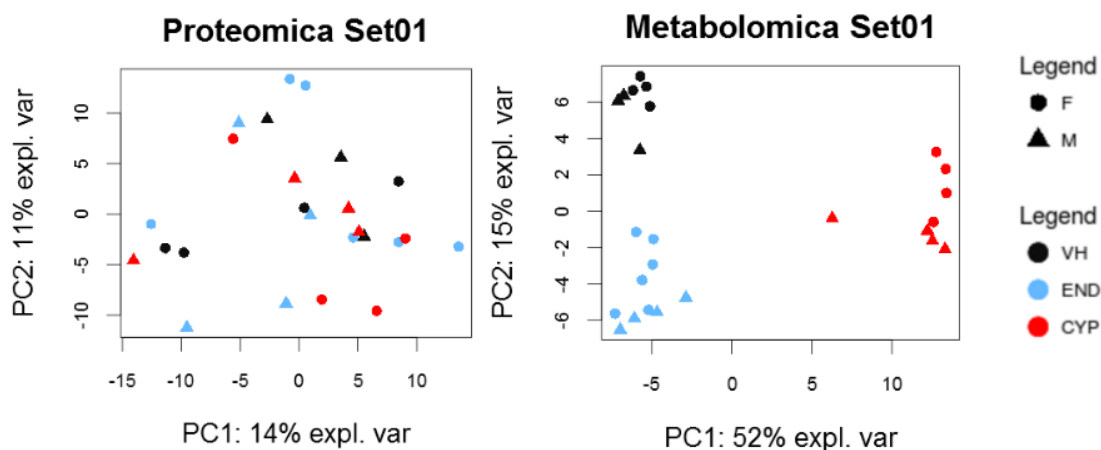 Proteomica Set01
PC2: 11% expl. var
10
5
0
-5
-10
-15
-10
-5
0
5
10
PC1: 14% expl. var
Metabolomica Set01
PC2: 15% expl. var
6
4
2
0
-2
-4
-6
-5
0
5
10
PC1: 52% expl. var
Legend
F
M
Legend
VH
END
CYP